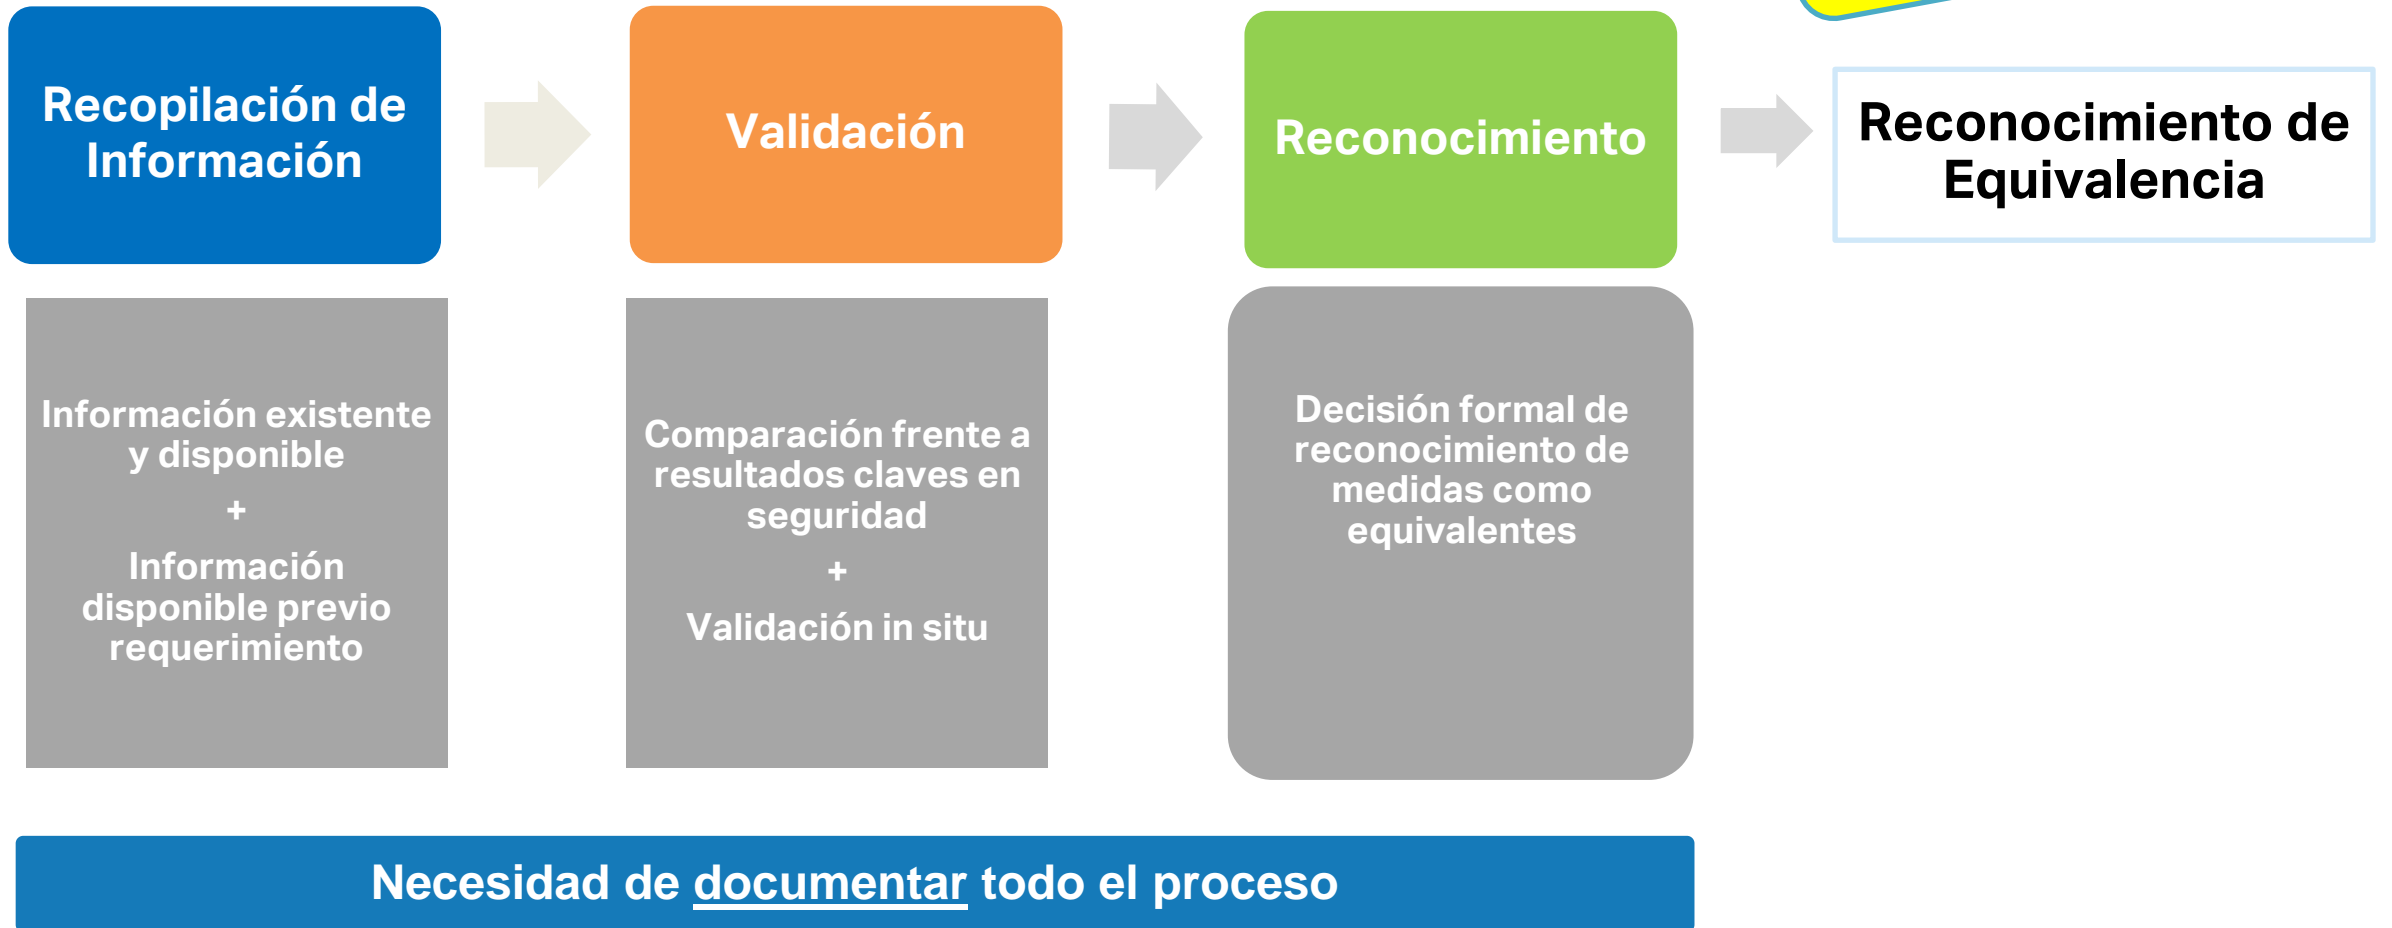 Recopilación de
Información
Validación
Reconocimiento
Reconocimiento de
Equivalencia
Información existente
y disponible
+
Información
disponible previo
requerimiento
Comparación frente a
resultados claves en
seguridad
+
Validación in situ
Decisión formal de
reconocimiento de
medidas como
equivalentes
Necesidad de documentar todo el proceso